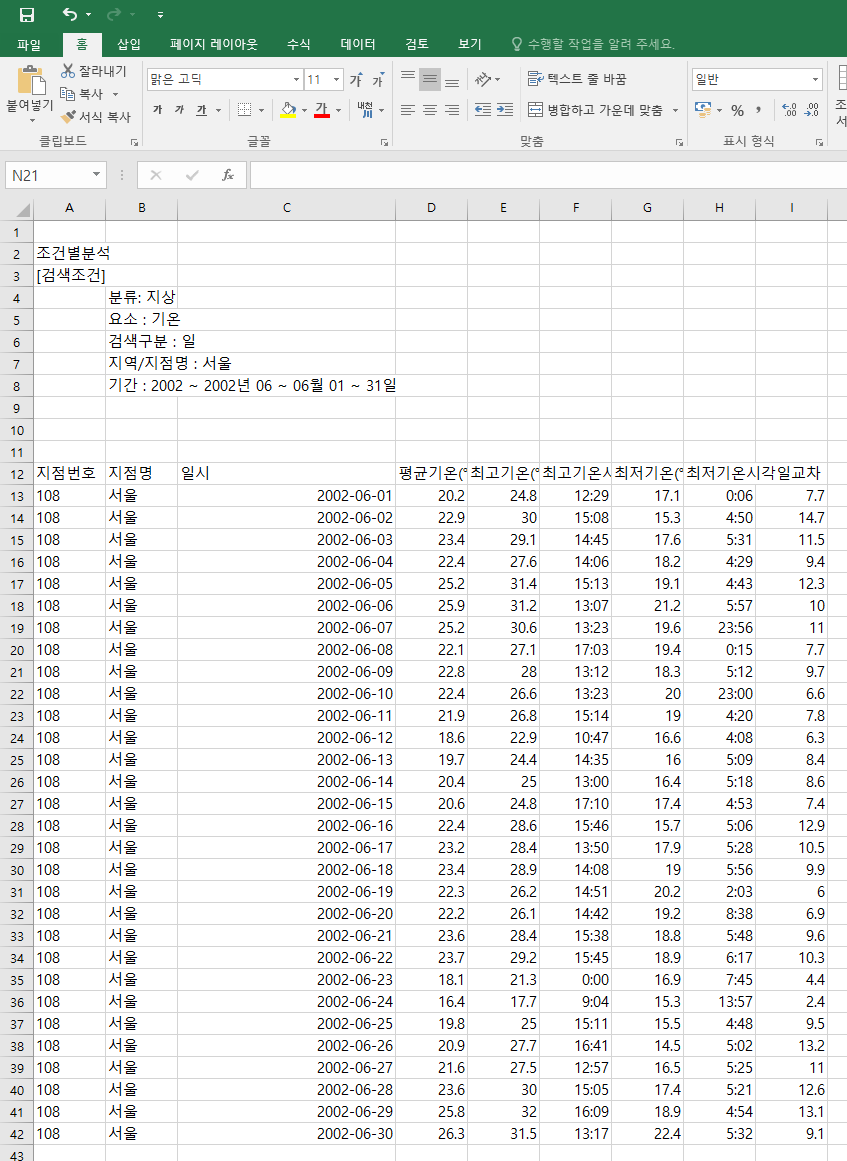 파일 홈 삽입 페이지 레이아웃 수식 데이터 검토 보기 수행할 작업을 알려 주세요.
붙여넣기 잘라내기 맑은 고딕 11 가 가 텍스트 줄 바꿈 일반
복사 가 가 가 가 내천 병합하고 가운데 맞춤 % , .00
서식 복사
클립보드 글꼴 맞춤 표시 형식
N21 fx
A B C D E F G H I
1
2 조건별분석
3 [검색조건]
4 분류: 지상
5 요소 : 기온
6 검색구분 : 일
7 지역/지점명 : 서울
8 기간 : 2002 ~ 2002년 06 ~ 06월 01 ~ 31일
9
10
11
12 지점번호 지점명 일시 평균기온(° 최고기온(° 최고기온시 최저기온(° 최저기온시각 일교차
13 108 서울 2002-06-01 20.2 24.8 12:29 17.1 0:06 7.7
14 108 서울 2002-06-02 22.9 30 15:08 15.3 4:50 14.7
15 108 서울 2002-06-03 23.4 29.1 14:45 17.6 5:31 11.5
16 108 서울 2002-06-04 22.4 27.6 14:06 18.2 4:29 9.4
17 108 서울 2002-06-05 25.2 31.4 15:13 19.1 4:43 12.3
18 108 서울 2002-06-06 25.9 31.2 13:07 21.2 5:57 10
19 108 서울 2002-06-07 25.2 30.6 13:23 19.6 23:56 11
20 108 서울 2002-06-08 22.1 27.1 17:03 19.4 0:15 7.7
21 108 서울 2002-06-09 22.8 28 13:12 18.3 5:12 9.7
22 108 서울 2002-06-10 22.4 26.6 13:23 20 23:00 6.6
23 108 서울 2002-06-11 21.9 26.8 15:14 19 4:20 7.8
24 108 서울 2002-06-12 18.6 22.9 10:47 16.6 4:08 6.3
25 108 서울 2002-06-13 19.7 24.4 14:35 16 5:09 8.4
26 108 서울 2002-06-14 20.4 25 13:00 16.4 5:18 8.6
27 108 서울 2002-06-15 20.6 24.8 17:10 17.4 4:53 7.4
28 108 서울 2002-06-16 22.4 28.6 15:46 15.7 5:06 12.9
29 108 서울 2002-06-17 23.2 28.4 13:50 17.9 5:28 10.5
30 108 서울 2002-06-18 23.4 28.9 14:08 19 5:56 9.9
31 108 서울 2002-06-19 22.3 26.2 14:51 20.2 2:03 6
32 108 서울 2002-06-20 22.2 26.1 14:42 19.2 8:38 6.9
33 108 서울 2002-06-21 23.6 28.4 15:38 18.8 5:48 9.6
34 108 서울 2002-06-22 23.7 29.2 15:45 18.9 6:17 10.3
35 108 서울 2002-06-23 18.1 21.3 0:00 16.9 7:45 4.4
36 108 서울 2002-06-24 16.4 17.7 9:04 15.3 13:57 2.4
37 108 서울 2002-06-25 19.8 25 15:11 15.5 4:48 9.5
38 108 서울 2002-06-26 20.9 27.7 16:41 14.5 5:02 13.2
39 108 서울 2002-06-27 21.6 27.5 12:57 16.5 5:25 11
40 108 서울 2002-06-28 23.6 30 15:05 17.4 5:21 12.6
41 108 서울 2002-06-29 25.8 32 16:09 18.9 4:54 13.1
42 108 서울 2002-06-30 26.3 31.5 13:17 22.4 5:32 9.1
43